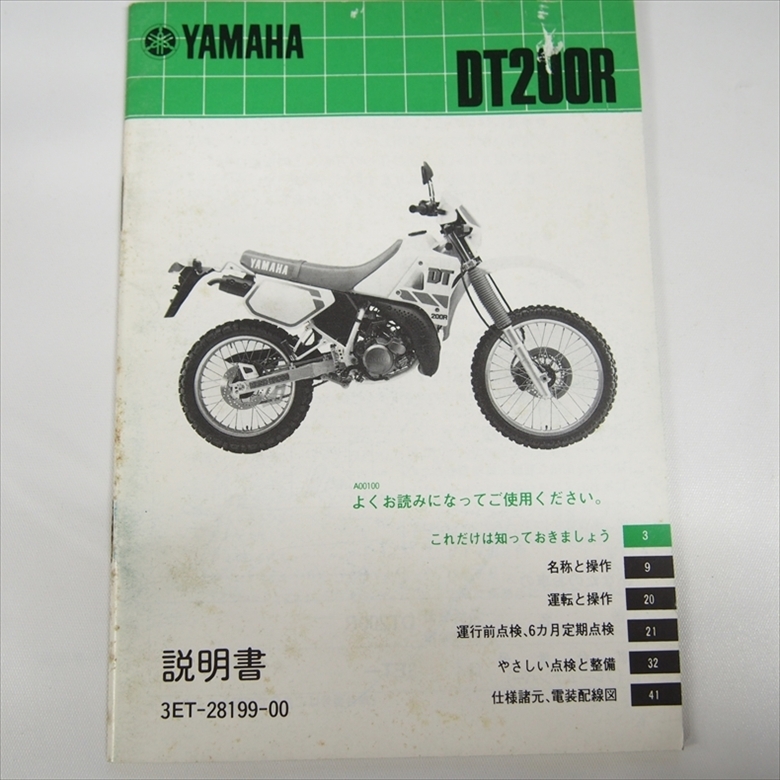 YAMAHA
DT200R
YAMAHA
DT
200R
A00100
よくお読みになってご使用ください。
これだけは知っておきましょう 3
名称と操作 9
運転と操作 20
運行前点検、6カ月定期点検 21
やさしい点検と整備 32
仕様諸元、電装配線図 41
説明書
3ET-28199-00